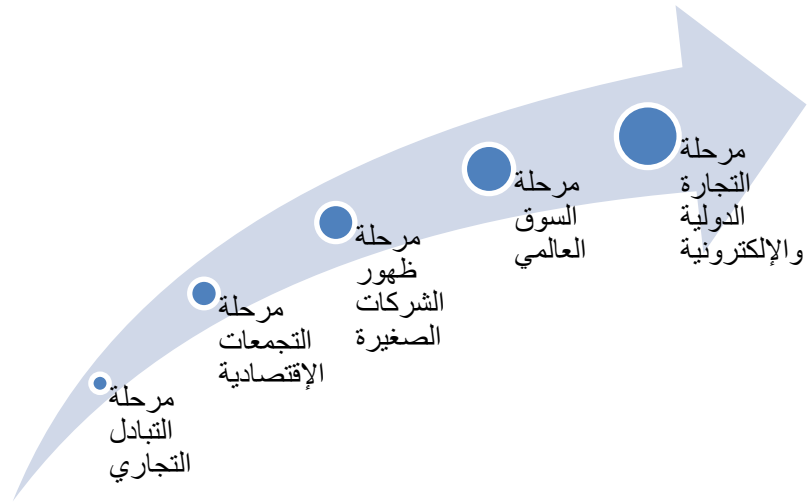 مرحلة
التبادل
التجاري
مرحلة
التجمعات
الإقتصادية
مرحلة
ظهور
الشركات
الصغيرة
مرحلة
السوق
العالمي
مرحلة
التجارة
الدولية
والإلكترونية